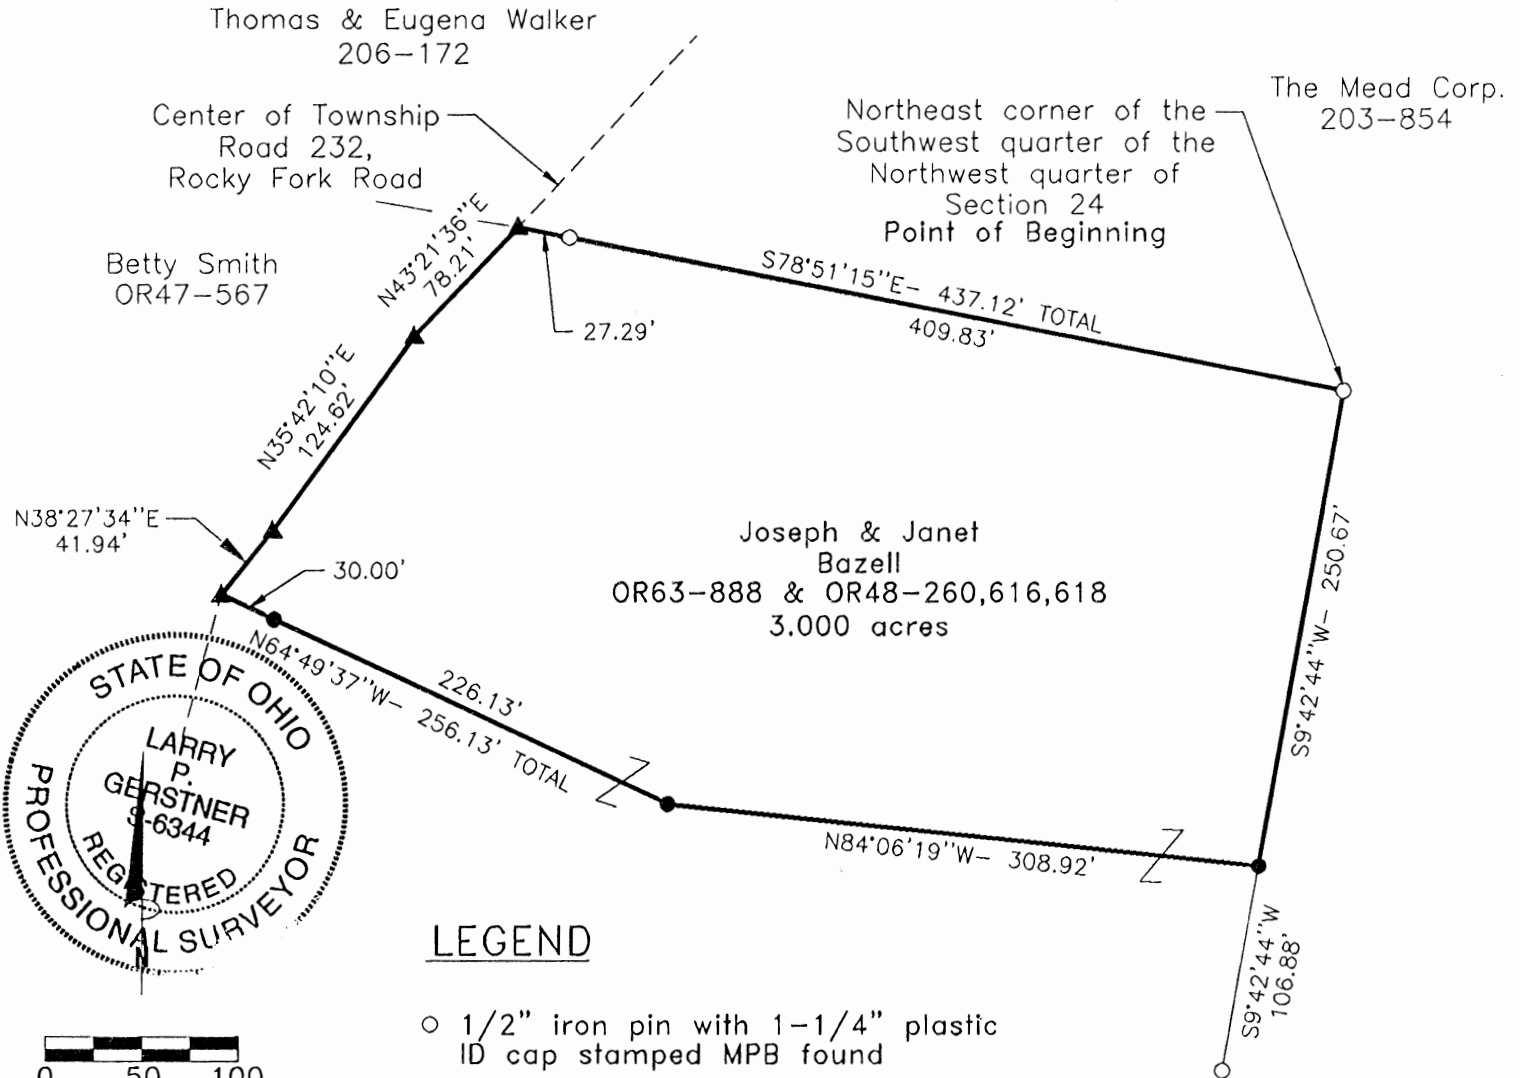 Thomas & Eugena Walker
206-172
The Mead Corp.
203-854
Center of Township
Road 232,
Rocky Fork Road
Northeast corner of the
Southwest quarter of the
Northwest quarter of
Section 24
Point of Beginning
Betty Smith
OR47-567
N43°21'36"E
78.21'
27.29'
S78°51'15"E- 437.12' TOTAL
409.83'
N35°42'10"E
124.62'
N38°27'34"E
41.94'
30.00'
Joseph & Janet
Bazell
OR63-888 & OR48-260,616,618
3.000 acres
S9°42'44"W- 250.67'
226.13'
N64°49'37"W- 256.13' TOTAL
N84°06'19"W- 308.92'
S9°42'44"W
106.88'
STATE OF OHIO
LARRY
P.
GERSTNER
S-6344
REGISTERED
PROFESSIONAL SURVEYOR
N
LEGEND
1/2" iron pin with 1-1/4" plastic
ID cap stamped MPB found
0 50 100